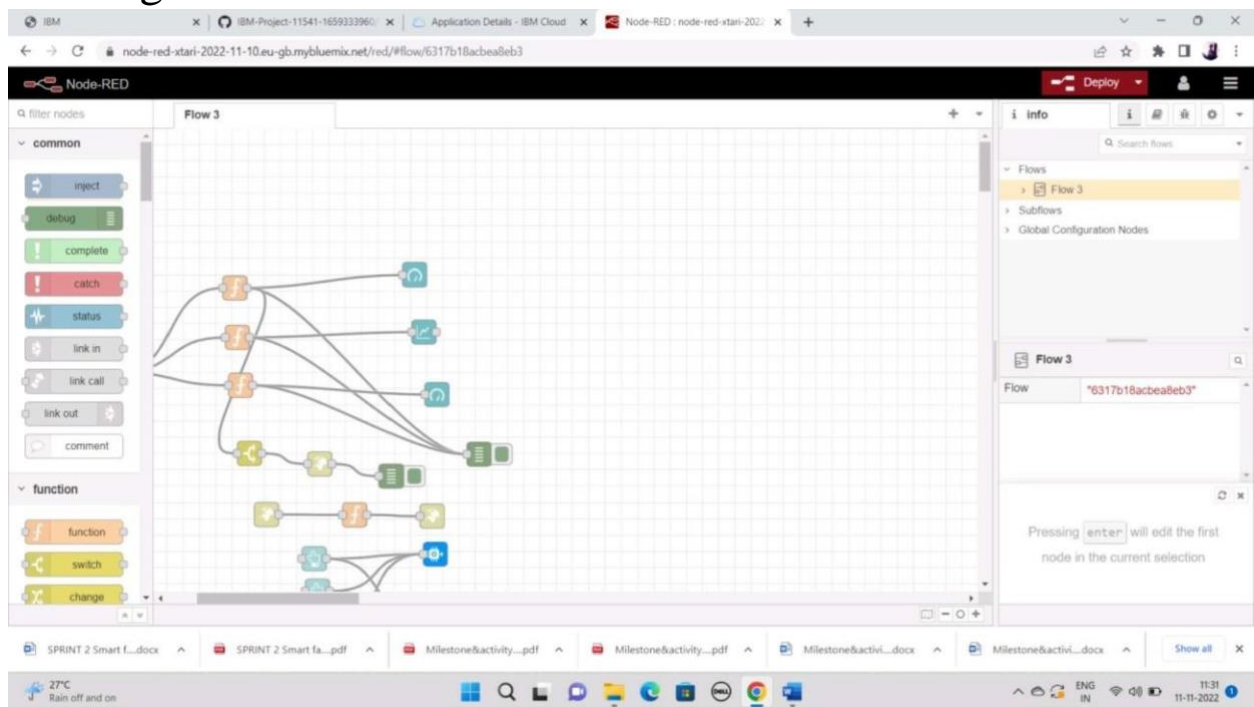 IBM
IBM-Project-11541-1659333960
Application Details - IBM Cloud
Node-RED : node-red-xtari-2022
node-red-xtari-2022-11-10.eu-gb.mybluemix.net/red/#flow/6317b18acbea8eb3
Node-RED
Deploy
filter nodes
Flow 3
i info
i
common
Search flows
inject
debug
complete
catch
status
link in
link call
link out
comment
function
function
switch
change
Flows
Flow 3
Subflows
Global Configuration Nodes
Flow 3
Flow "6317b18acbea8eb3"
Pressing enter will edit the first
node in the current selection
SPRINT 2 Smart f....docx
SPRINT 2 Smart fa....pdf
Milestone&activity....pdf
Milestone&activity....pdf
Milestone&activi....docx
Milestone&activi....docx
Show all
27°C
Rain off and on
DELL
ENG
IN
11:31
11-11-2022